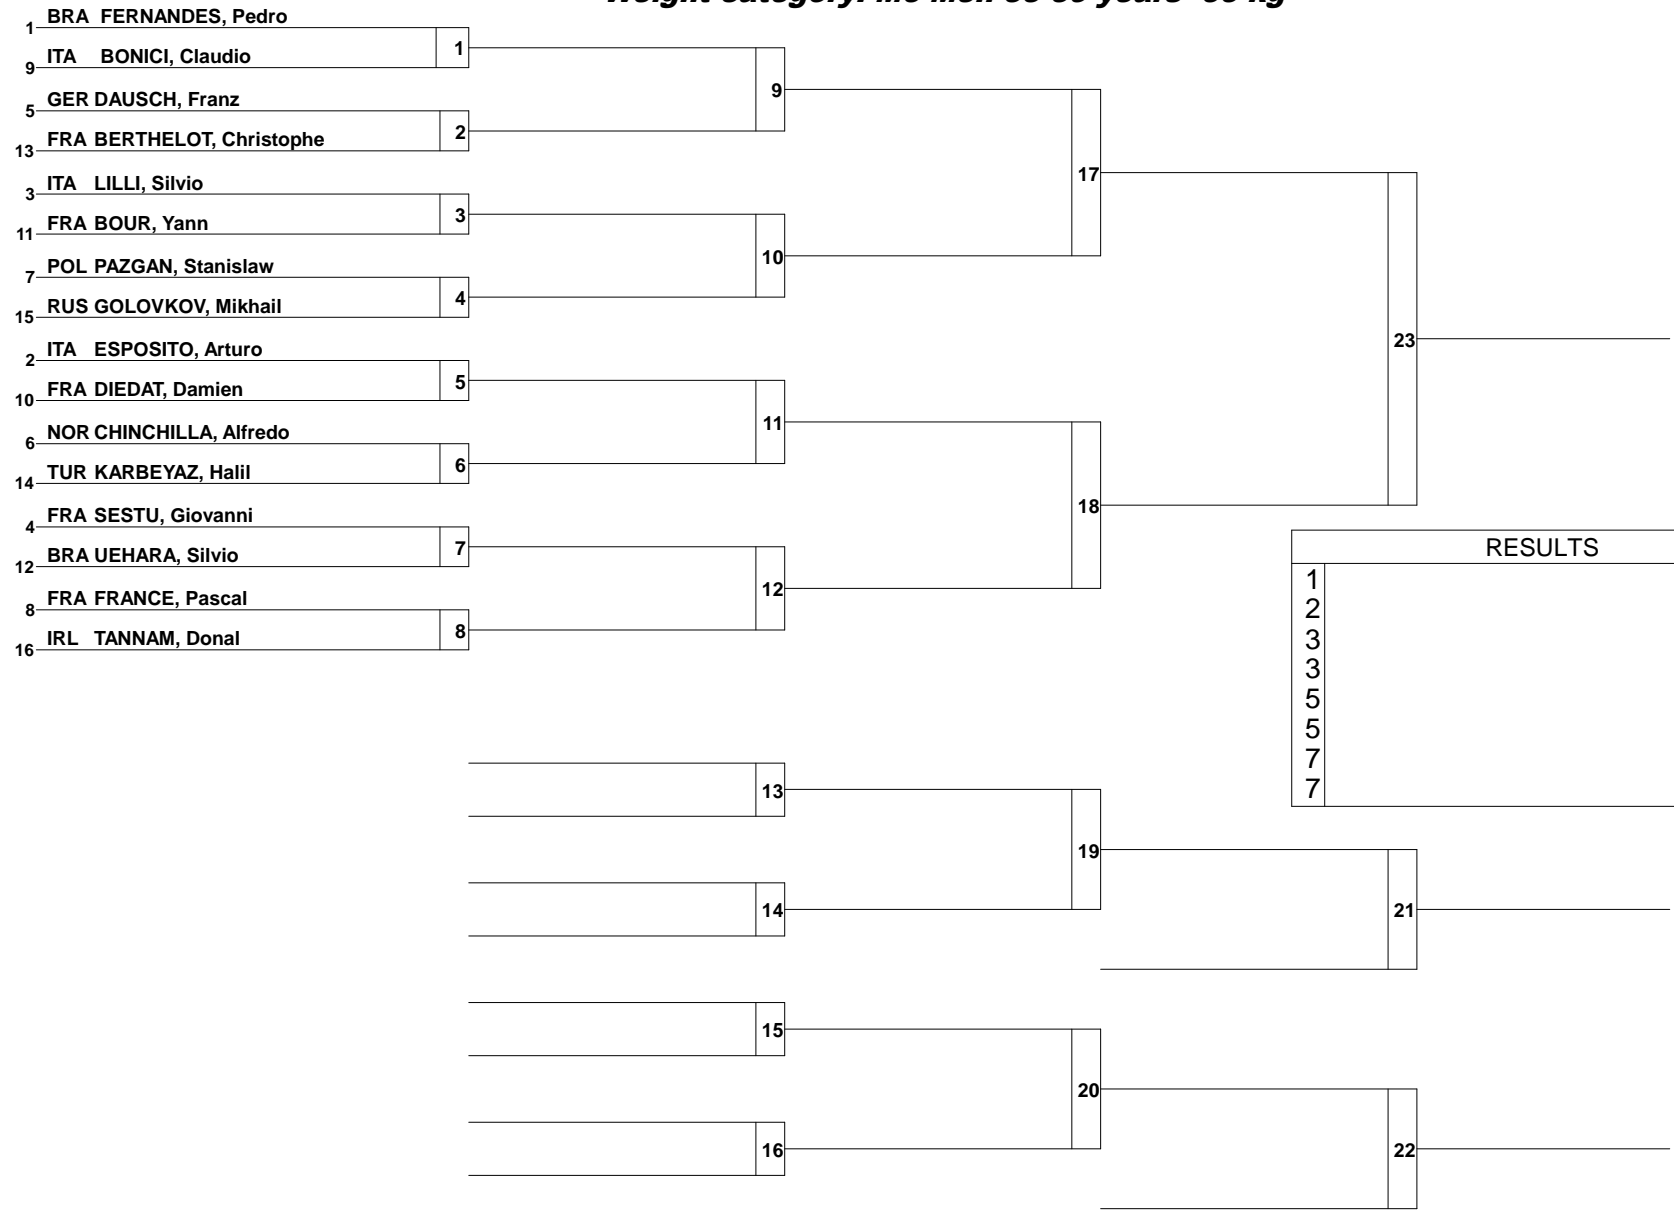 1 BRA FERNANDES, Pedro
9 ITA BONICI, Claudio
1
5 GER DAUSCH, Franz
13 FRA BERTHELOT, Christophe
2
3 ITA LILLI, Silvio
11 FRA BOUR, Yann
3
7 POL PAZGAN, Stanislaw
15 RUS GOLOVKOV, Mikhail
4
2 ITA ESPOSITO, Arturo
10 FRA DIEDAT, Damien
5
6 NOR CHINCHILLA, Alfredo
14 TUR KARBEYAZ, Halil
6
4 FRA SESTU, Giovanni
12 BRA UEHARA, Silvio
7
8 FRA FRANCE, Pascal
16 IRL TANNAM, Donal
8
9
10
11
12
17
18
23
RESULTS
1
2
3
3
5
5
7
7
13
14
15
16
19
20
21
22